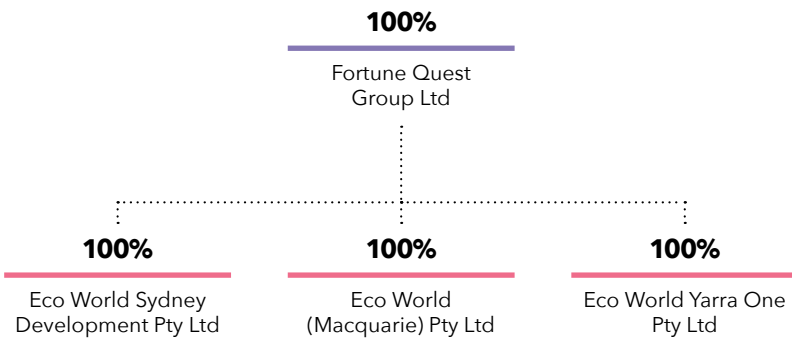 100%
Fortune Quest
Group Ltd
100%
Eco World Sydney
Development Pty Ltd
100%
Eco World
(Macquarie) Pty Ltd
100%
Eco World Yarra One
Pty Ltd